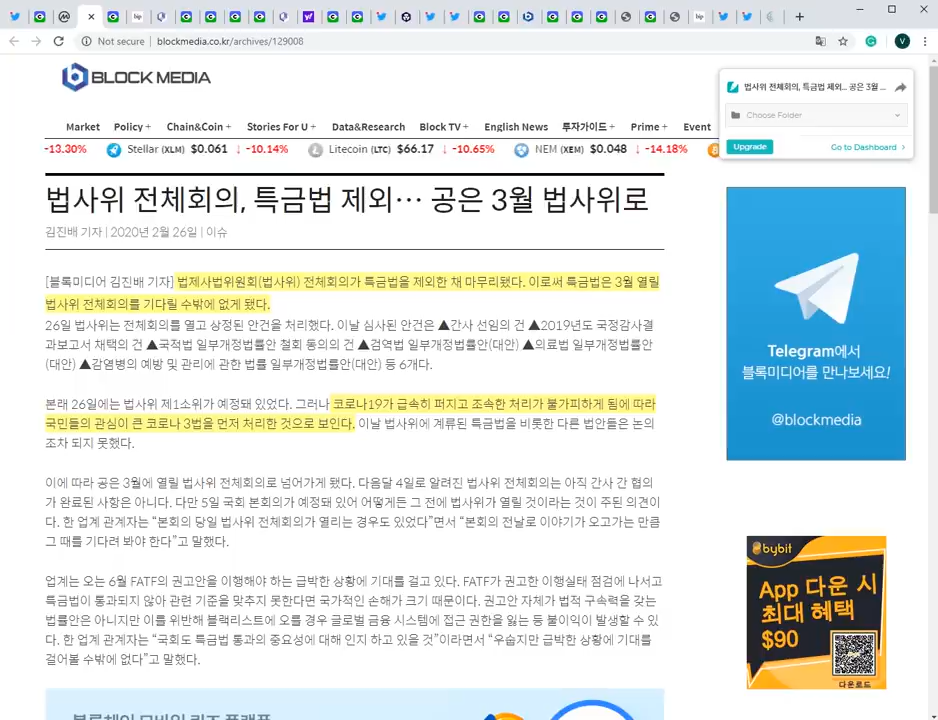 Not secure | blockmedia.co.kr/archives/129008
V
BLOCK MEDIA
Market Policy + Chain&Coin + Stories For U + Data&Research Block TV + English News 투자가이드 + Prime + Event
-13.30% Stellar (XLM) $0.061 ↓ -10.14% Litecoin (LTC) $66.17 ↓ -10.65% NEM (XEM) $0.048 ↓ -14.18%
법사위 전체회의, 특금법 제외… 공은 3월 ...
Choose Folder
Upgrade Go to Dashboard
법사위 전체회의, 특금법 제외… 공은 3월 법사위로
김진배 기자 | 2020년 2월 26일 | 이슈
[블록미디어 김진배 기자] 법제사법위원회(법사위) 전체회의가 특금법을 제외한 채 마무리됐다. 이로써 특금법은 3월 열릴
법사위 전체회의를 기다릴 수밖에 없게 됐다.
26일 법사위는 전체회의를 열고 상정된 안건을 처리했다. 이날 심사된 안건은 ▲간사 선임의 건 ▲2019년도 국정감사결
과보고서 채택의 건 ▲국적법 일부개정법률안 철회 동의의 건 ▲검역법 일부개정법률안(대안) ▲의료법 일부개정법률안
(대안) ▲감염병의 예방 및 관리에 관한 법률 일부개정법률안(대안) 등 6개다.
본래 26일에는 법사위 제1소위가 예정돼 있었다. 그러나 코로나19가 급속히 퍼지고 조속한 처리가 불가피하게 됨에 따라
국민들의 관심이 큰 코로나 3법을 먼저 처리한 것으로 보인다. 이날 법사위에 계류된 특금법을 비롯한 다른 법안들은 논의
조차 되지 못했다.
이에 따라 공은 3월에 열릴 법사위 전체회의로 넘어가게 됐다. 다음달 4일로 알려진 법사위 전체회의는 아직 간사 간 협의
가 완료된 사항은 아니다. 다만 5일 국회 본회의가 예정돼 있어 어떻게든 그 전에 법사위가 열릴 것이라는 것이 주된 의견이
다. 한 업계 관계자는 “본회의 당일 법사위 전체회의가 열리는 경우도 있었다”면서 “본회의 전날로 이야기가 오고가는 만큼
그 때를 기다려 봐야 한다”고 말했다.
업계는 오는 6월 FATF의 권고안을 이행해야 하는 급박한 상황에 기대를 걸고 있다. FATF가 권고한 이행실태 점검에 나서고
특금법이 통과되지 않아 관련 기준을 맞추지 못한다면 국가적인 손해가 크기 때문이다. 권고안 자체가 법적 구속력을 갖는
법률안은 아니지만 이를 위반해 블랙리스트에 오를 경우 글로벌 금융 시스템에 접근 권한을 잃는 등 불이익이 발생할 수 있
다. 한 업계 관계자는 “국회도 특금법 통과의 중요성에 대해 인지 하고 있을 것”이라면서 “우습지만 급박한 상황에 기대를
걸어볼 수밖에 없다”고 말했다.
Telegram에서
블록미디어를 만나보세요!
@blockmedia
bybit
App 다운 시
최대 혜택
$90
다운로드